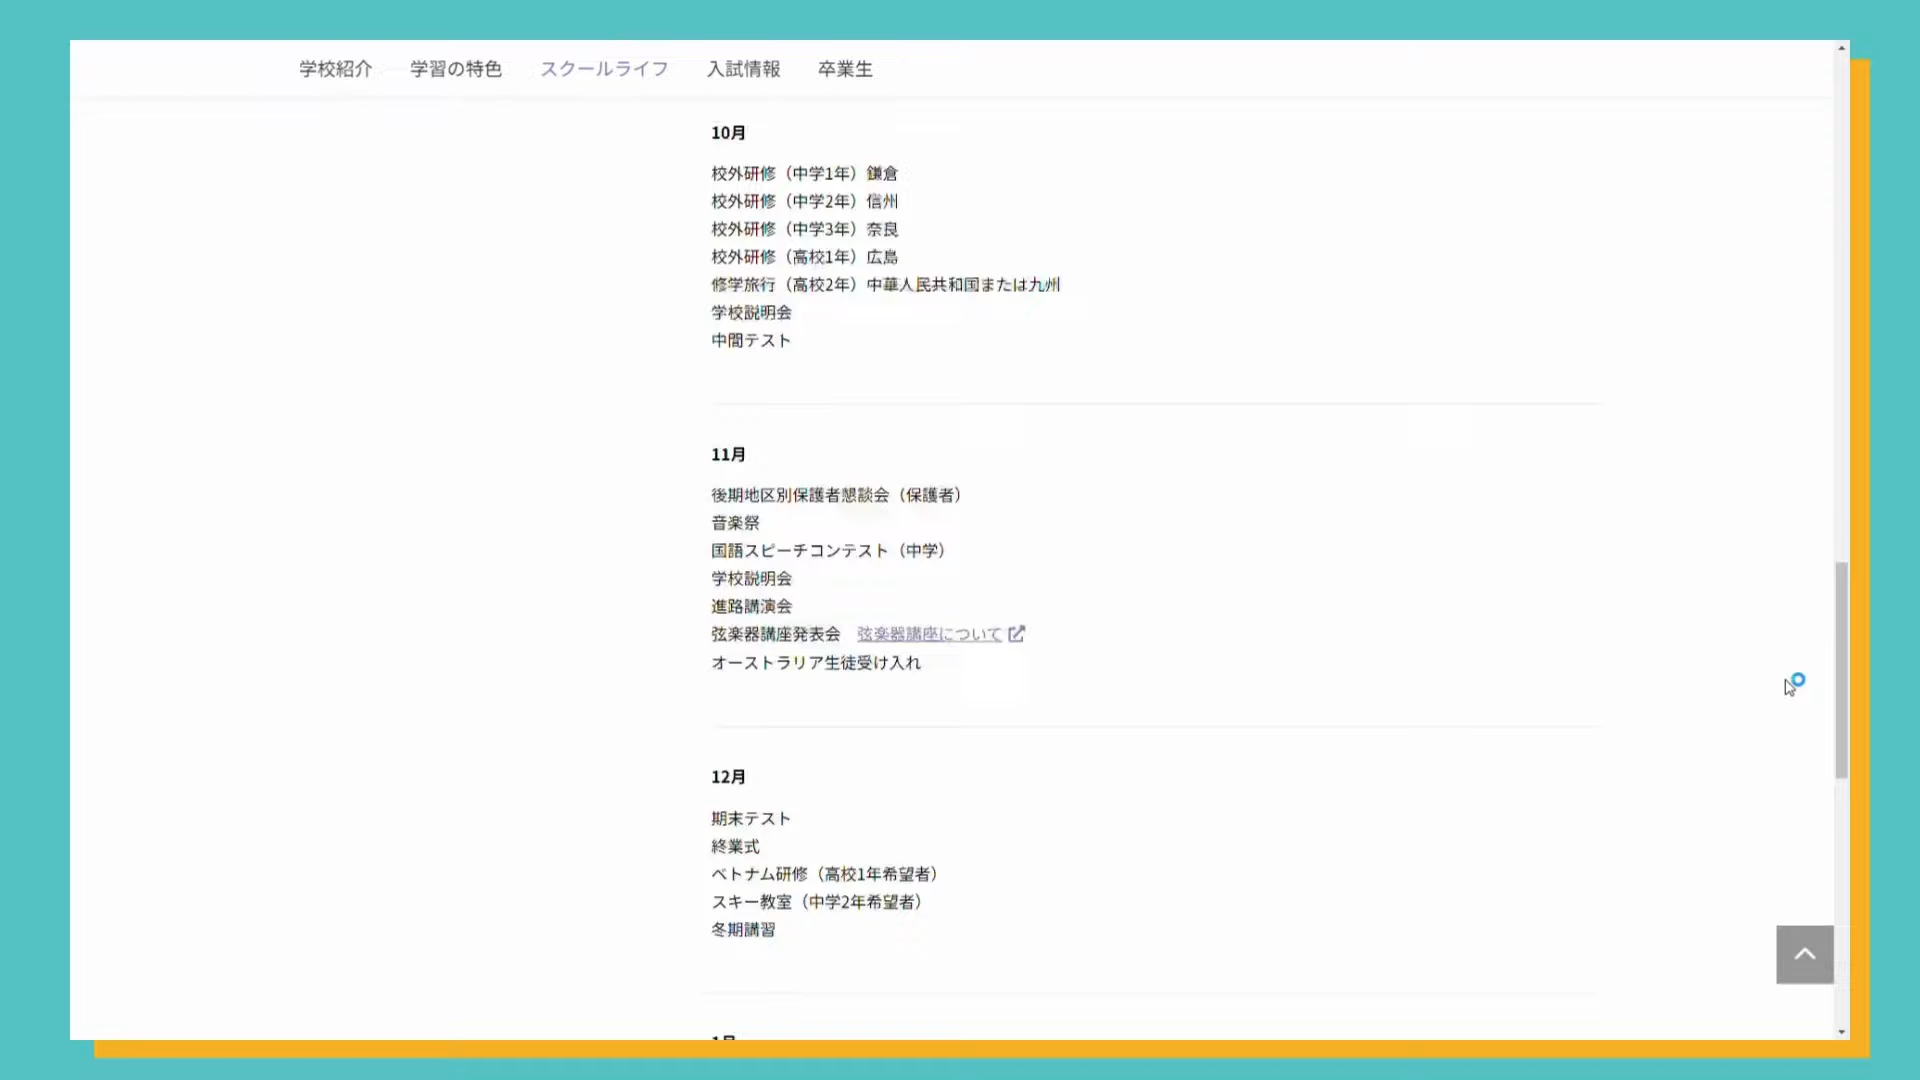 学校紹介 学習の特色 スクールライフ 入試情報 卒業生
10月
校外研修（中学1年）鎌倉
校外研修（中学2年）信州
校外研修（中学3年）奈良
校外研修（高校1年）広島
修学旅行（高校2年）中華人民共和国または九州
学校説明会
中間テスト
11月
後期地区別保護者懇談会（保護者）
音楽祭
国語スピーチコンテスト（中学）
学校説明会
進路講演会
弦楽器講座発表会 弦楽器講座について
オーストラリア生徒受け入れ
12月
期末テスト
終業式
ベトナム研修（高校1年希望者）
スキー教室（中学2年希望者）
冬期講習
1月